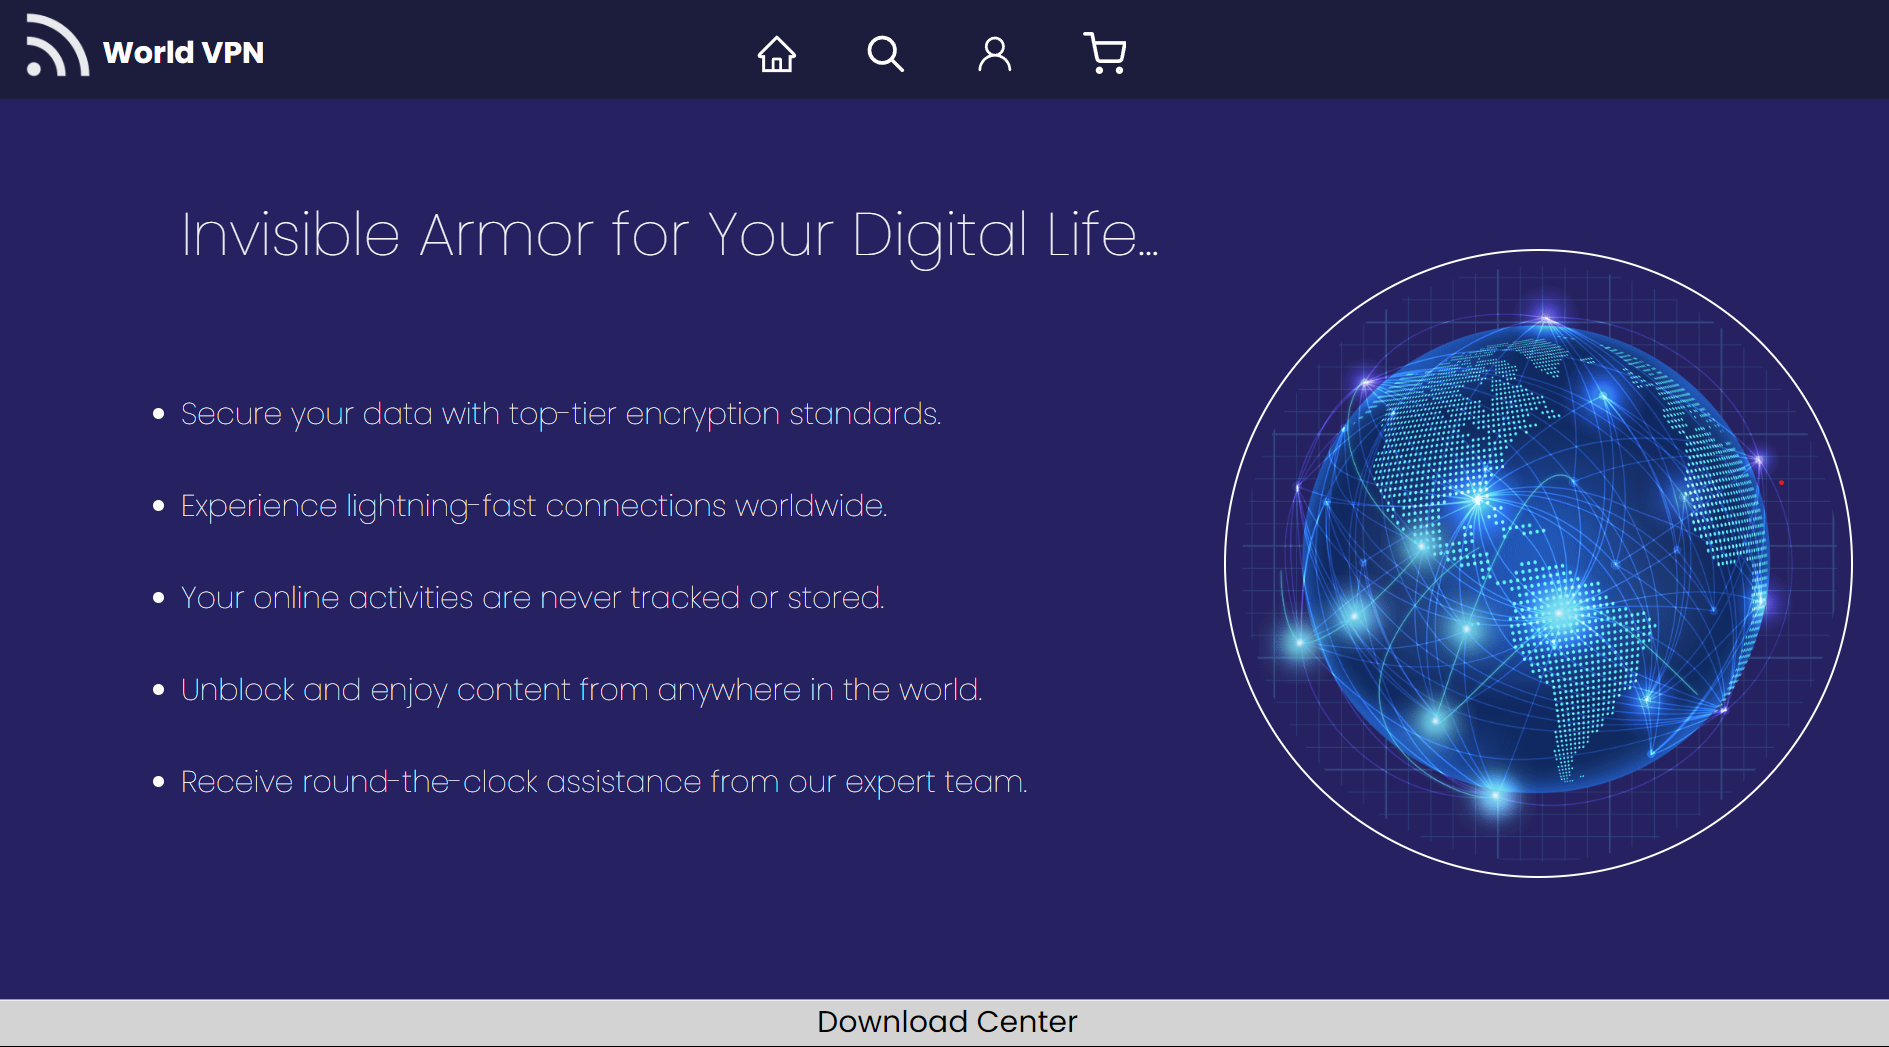 World VPN
Invisible Armor for Your Digital Life...
Secure your data with top-tier encryption standards.
Experience lightning-fast connections worldwide.
Your online activities are never tracked or stored.
Unblock and enjoy content from anywhere in the world.
Receive round-the-clock assistance from our expert team.
Download Center